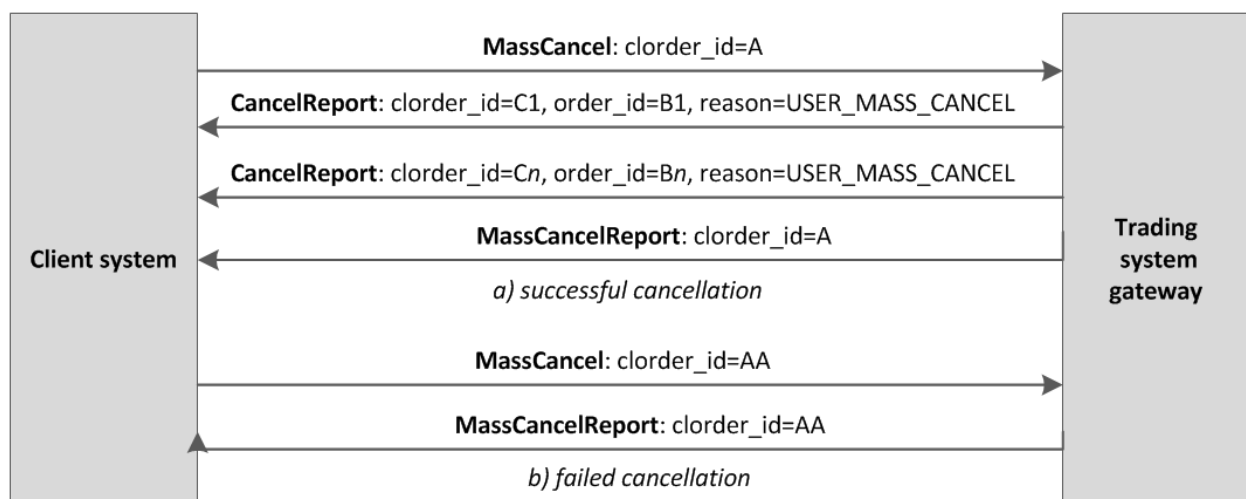 MassCancel: clorder_id=A
CancelReport: clorder_id=C1, order_id=B1, reason=USER_MASS_CANCEL
CancelReport: clorder_id=Cn, order_id=Bn, reason=USER_MASS_CANCEL
MassCancelReport: clorder_id=A
Client system
a) successful cancellation
Trading
system
gateway
MassCancel: clorder_id=AA
MassCancelReport: clorder_id=AA
b) failed cancellation